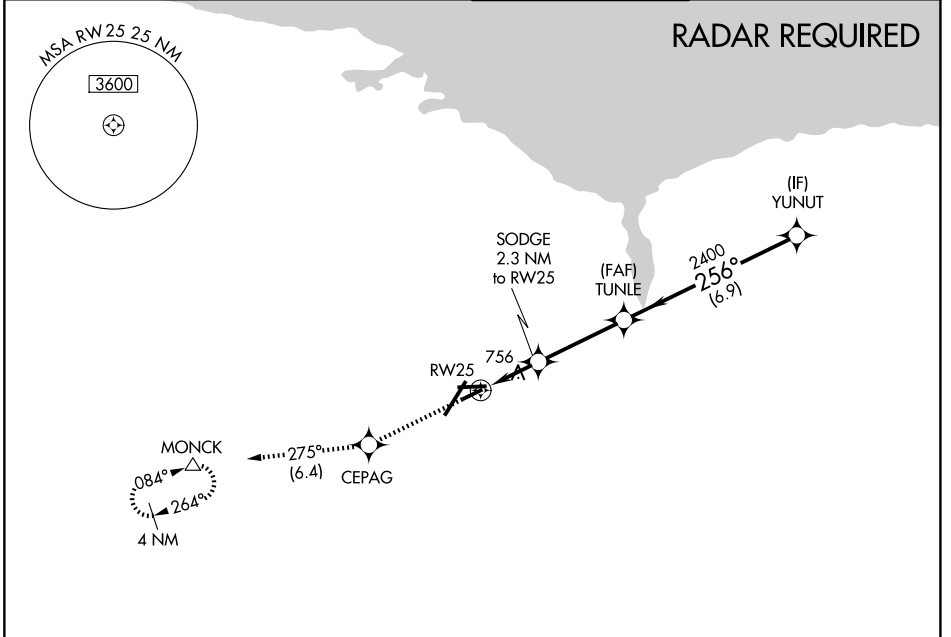 RADAR REQUIRED
MSA RW25 25 NM
3600
(IF)
YUNUT
2400
256°
(6.9)
(FAF)
TUNLE
SODGE
2.3 NM
to RW25
756
RW25
CEPAG
275°
(6.4)
MONCK
084°
264°
4 NM